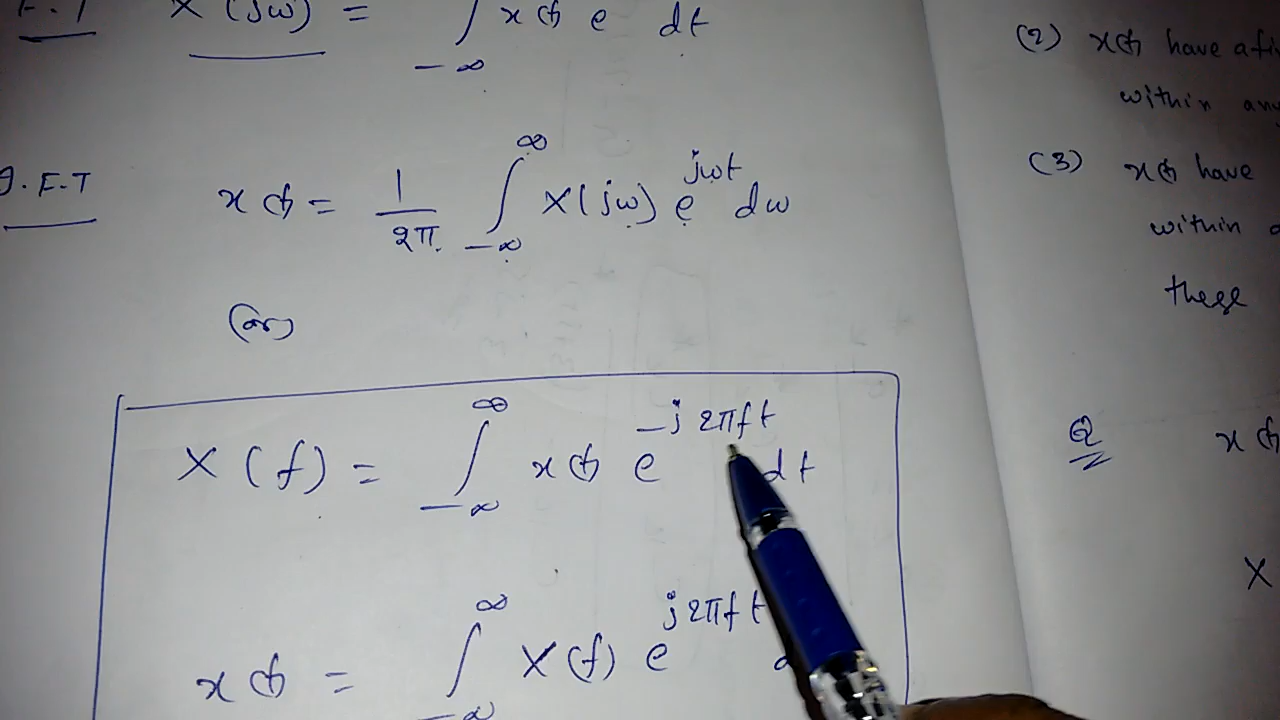 F.T X(jω) = ∫ x(t) e dt
-∞
I.F.T x(t) = 1/2π ∫_{-∞}^{∞} X(jω) e^{jωt} dω
(or)
X(f) = ∫_{-∞}^{∞} x(t) e^{-j2πft} dt
x(t) = ∫_{-∞}^{∞} X(f) e^{j2πft}
(2) x(t) have a
within
(3) x(t) have
within
these
Q x(t)
X